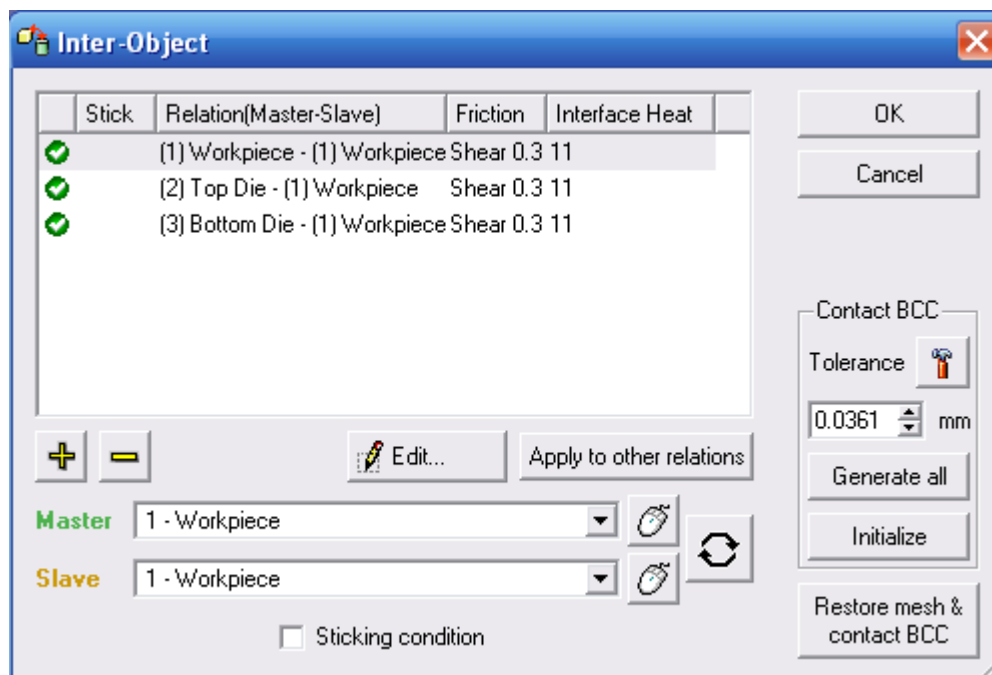 Inter-Object
Stick Relation(Master-Slave) Friction Interface Heat
(1) Workpiece - (1) Workpiece Shear 0.3 11
(2) Top Die - (1) Workpiece Shear 0.3 11
(3) Bottom Die - (1) Workpiece Shear 0.3 11
OK
Cancel
Contact BCC
Tolerance
0.0361 mm
Generate all
Initialize
Restore mesh &
contact BCC
Edit...
Apply to other relations
Master 1 - Workpiece
Slave 1 - Workpiece
Sticking condition